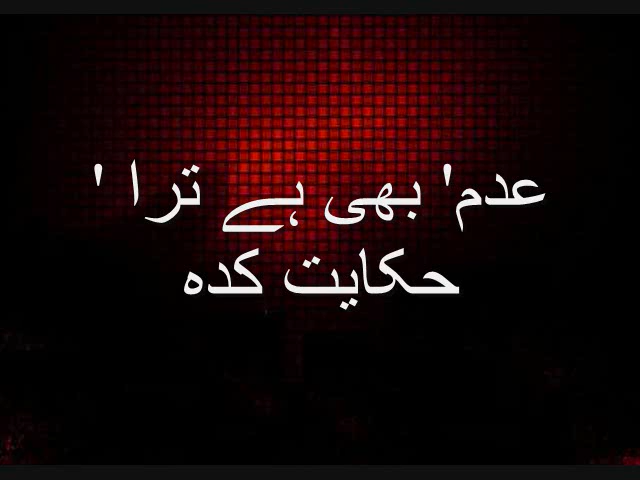 عدم' بھی ہے ترا '
حکایت کدہ